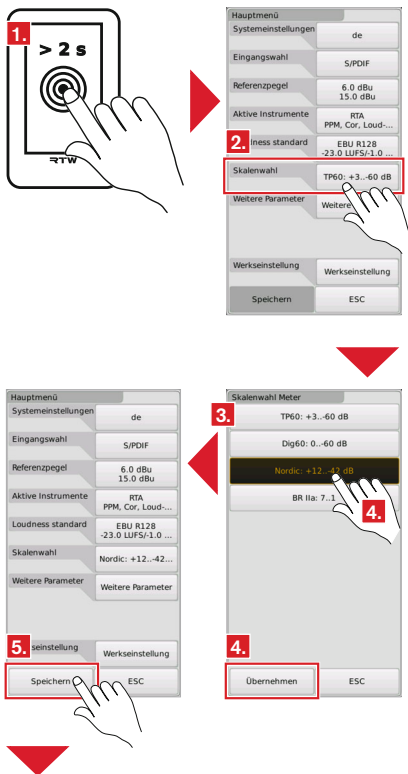 1.
> 2 s
RTW
Hauptmenü
Systemeinstellungen
de
Eingangswahl
S/PDIF
Referenzpegel
6.0 dBu
15.0 dBu
Aktive Instrumente
RTA
PPM, Cor, Loud-...
2.
ness standard
EBU R128
-23.0 LUFS/-1.0 ...
Skalenwahl
TP60: +3..-60 dB
Weitere Parameter
Weitere
Werkseinstellung
Werkseinstellung
Speichern
ESC
Skalenwahl Meter
3.
TP60: +3..-60 dB
Dig60: 0..-60 dB
Nordic: +12..-42 dB
BR IIa: 7..1
4.
4.
Übernehmen
ESC
Hauptmenü
Systemeinstellungen
de
Eingangswahl
S/PDIF
Referenzpegel
6.0 dBu
15.0 dBu
Aktive Instrumente
RTA
PPM, Cor, Loud-...
Loudness standard
EBU R128
-23.0 LUFS/-1.0 ...
Skalenwahl
Nordic: +12..-42...
Weitere Parameter
Weitere Parameter
5.
seinstellung
Werkseinstellung
Speichern
ESC